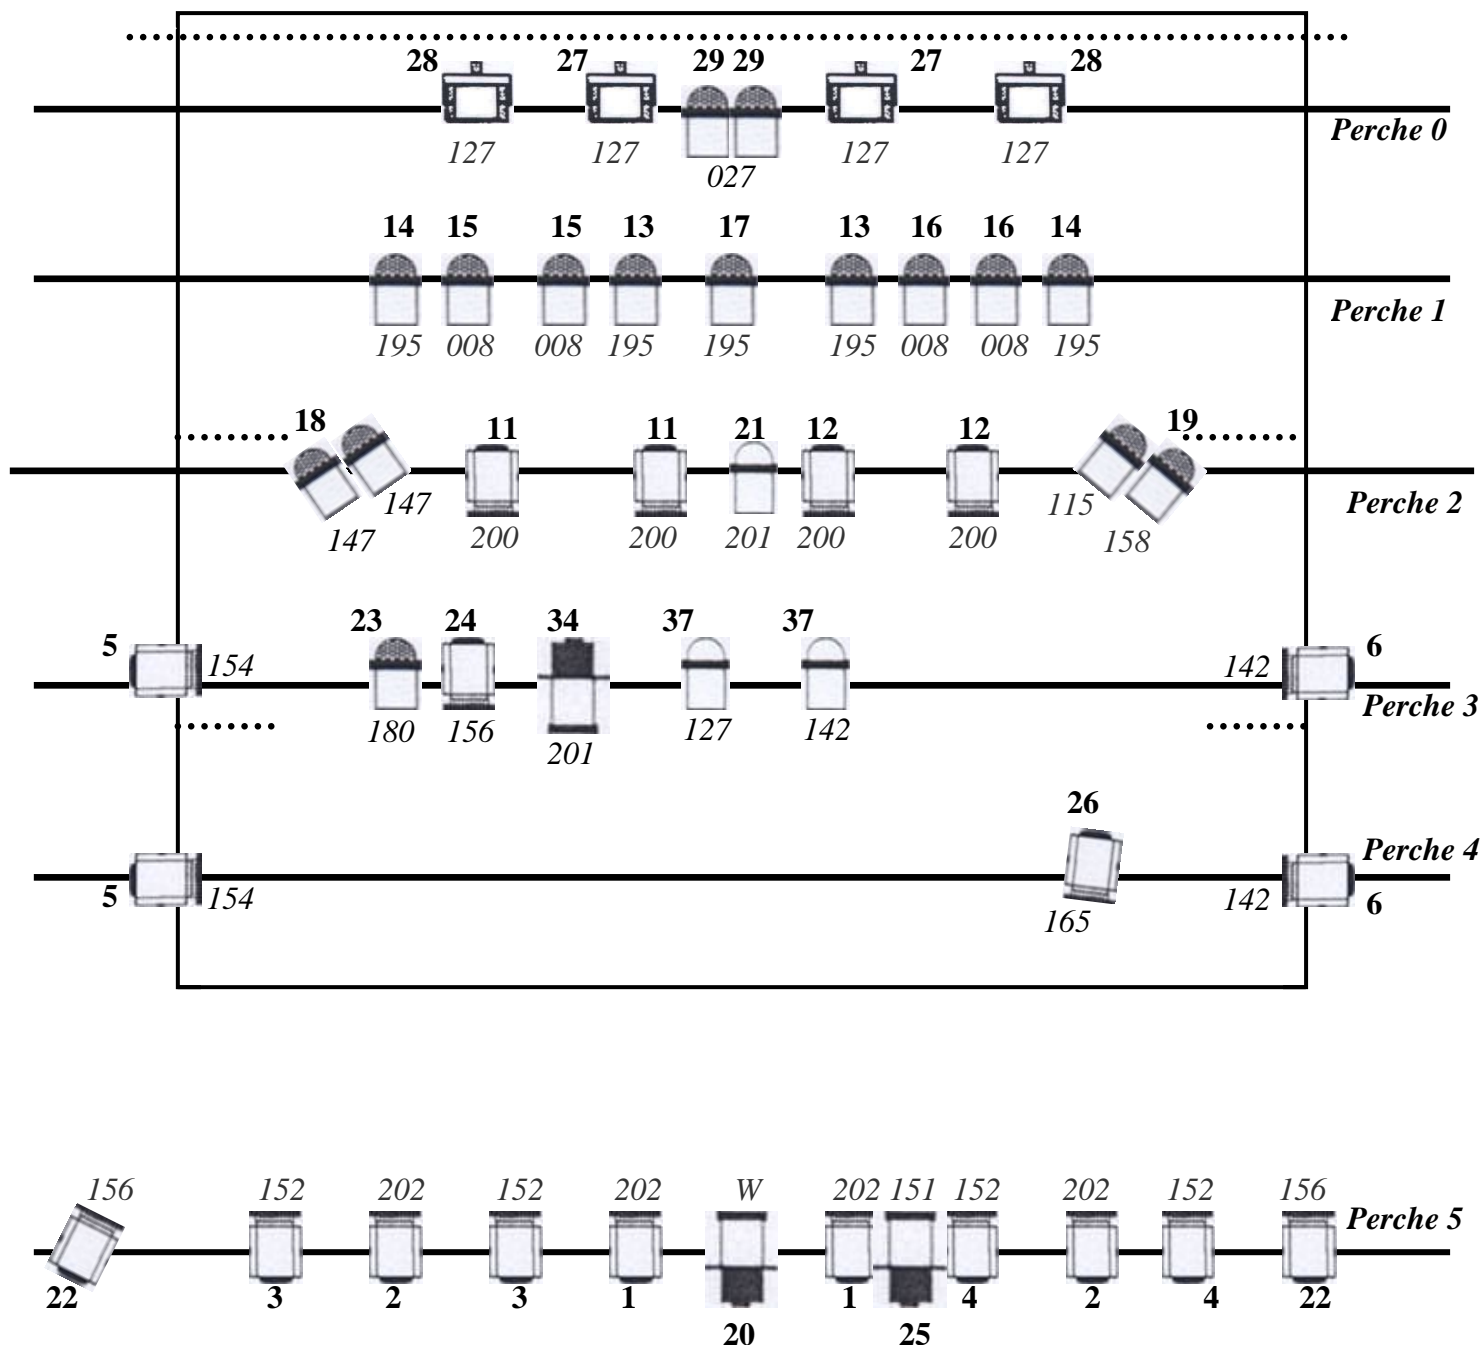 28 27 29 29 27 28
Perche 0
127 127 127 127
027
14 15 15 13 17 13 16 16 14
Perche 1
195 008 008 195 195 195 008 008 195
18 11 11 21 12 12 19
147 115 Perche 2
147 200 200 201 200 200 158
23 24 34 37 37
5 154 142 6
Perche 3
180 156 127 142
201
26
Perche 4
5 154 142 6
165
156 152 202 152 202 W 202 151 152 202 152 156
Perche 5
22 3 2 3 1 1 4 2 4 22
20 25